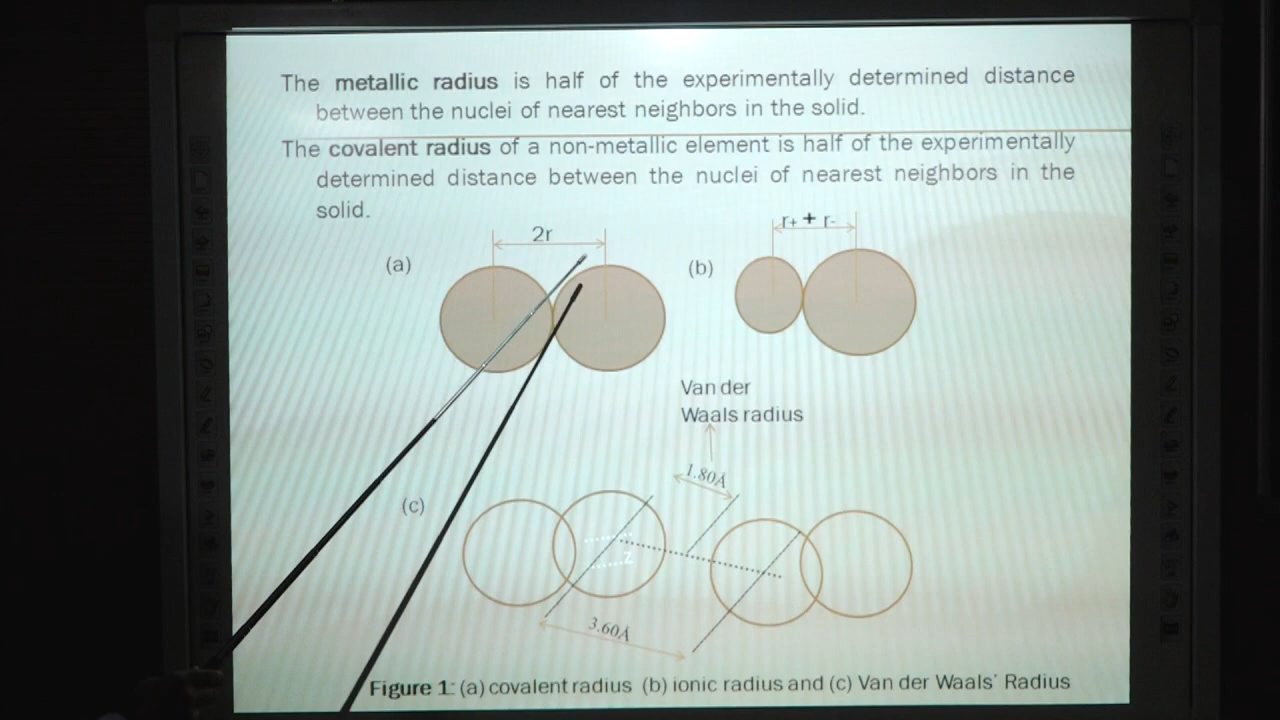 The metallic radius is half of the experimentally determined distance
between the nuclei of nearest neighbors in the solid.
The covalent radius of a non-metallic element is half of the experimentally
determined distance between the nuclei of nearest neighbors in the
solid.
2r
r+ + r-
(a)
(b)
Van der
Waals radius
1.80Å
(c)
Z
3.60Å
Figure 1: (a) covalent radius (b) ionic radius and (c) Van der Waals' Radius